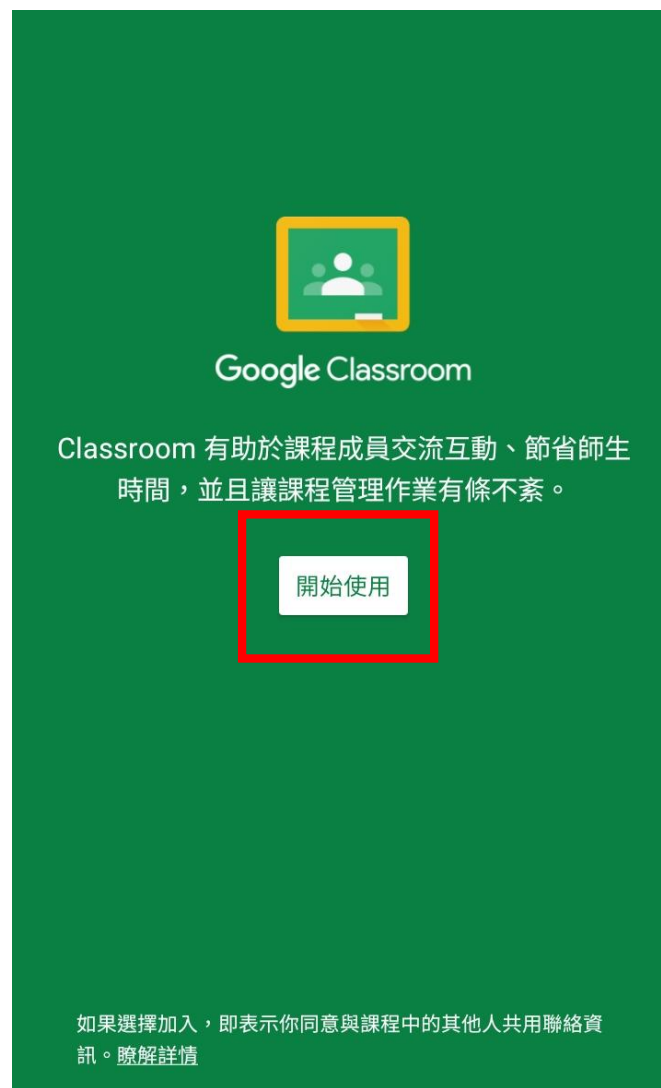 Google Classroom
Classroom 有助於課程成員交流互動、節省師生
時間，並且讓課程管理作業有條不紊。
開始使用
如果選擇加入，即表示你同意與課程中的其他人共用聯絡資
訊。瞭解詳情